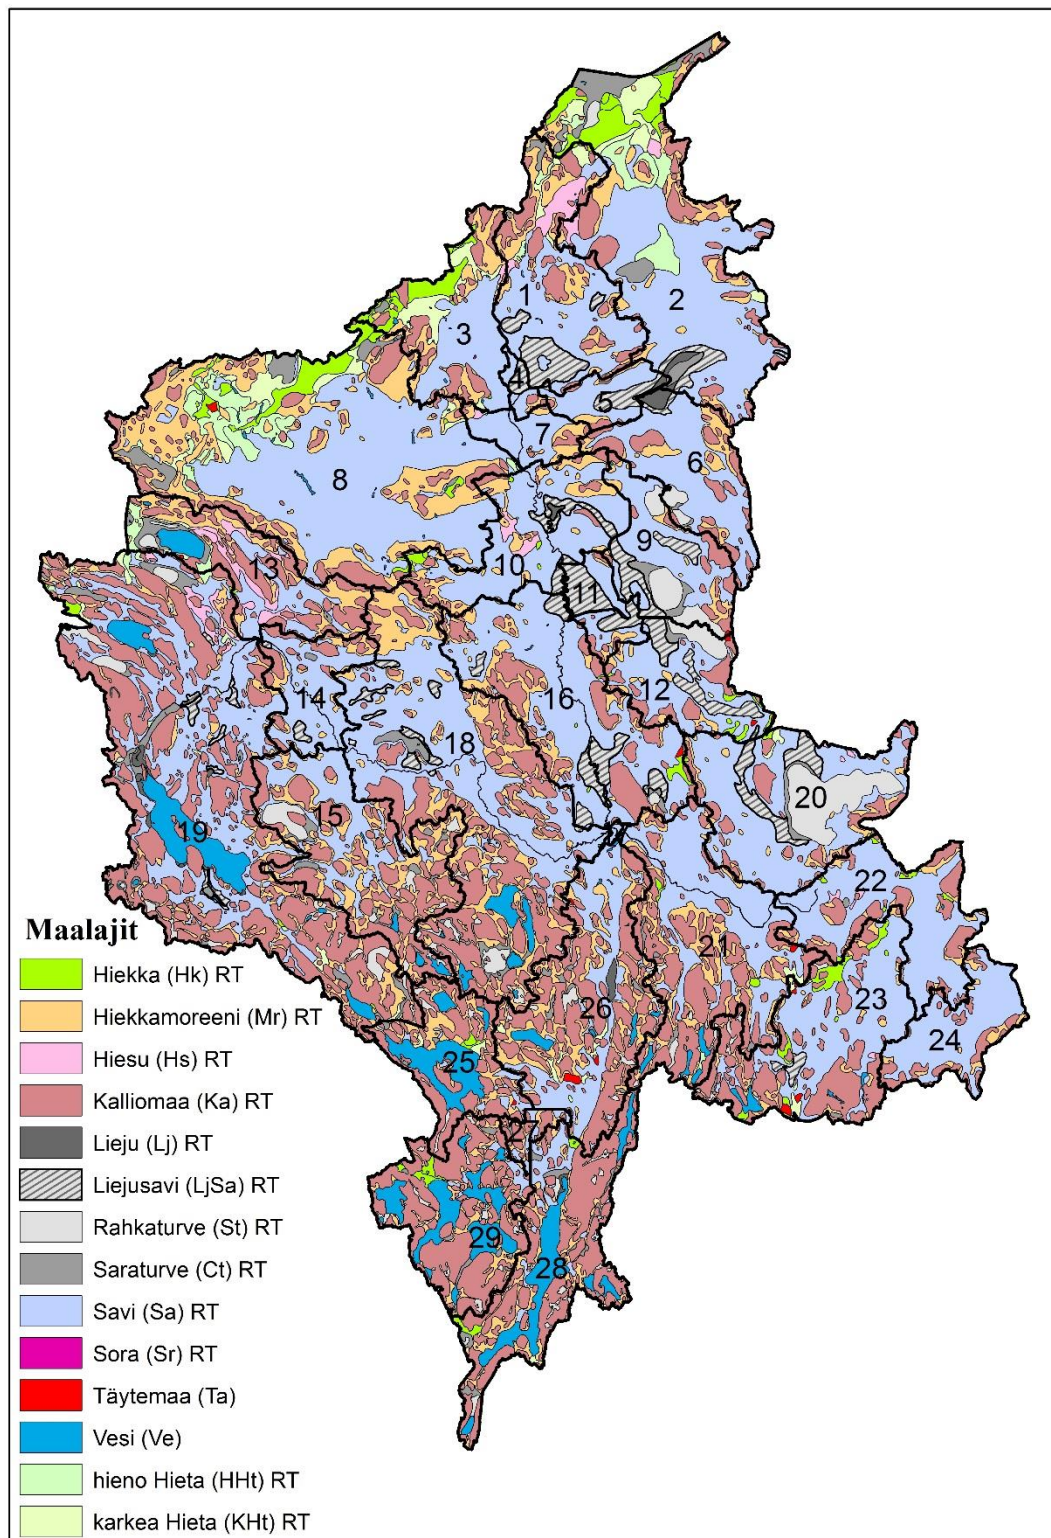 1
2
3
4
5
7
6
8
9
10
11
13
12
14
16
18
20
15
19
17
22
21
23
26
24
25
27
29
28
Maalajit
Hiekka (Hk) RT
Hiekkamoreeni (Mr) RT
Hiesu (Hs) RT
Kalliomaa (Ka) RT
Lieju (Lj) RT
Liejusavi (LjSa) RT
Rahkaturve (St) RT
Saraturve (Ct) RT
Savi (Sa) RT
Sora (Sr) RT
Täytemaa (Ta)
Vesi (Ve)
hieno Hieta (HHt) RT
karkea Hieta (KHt) RT